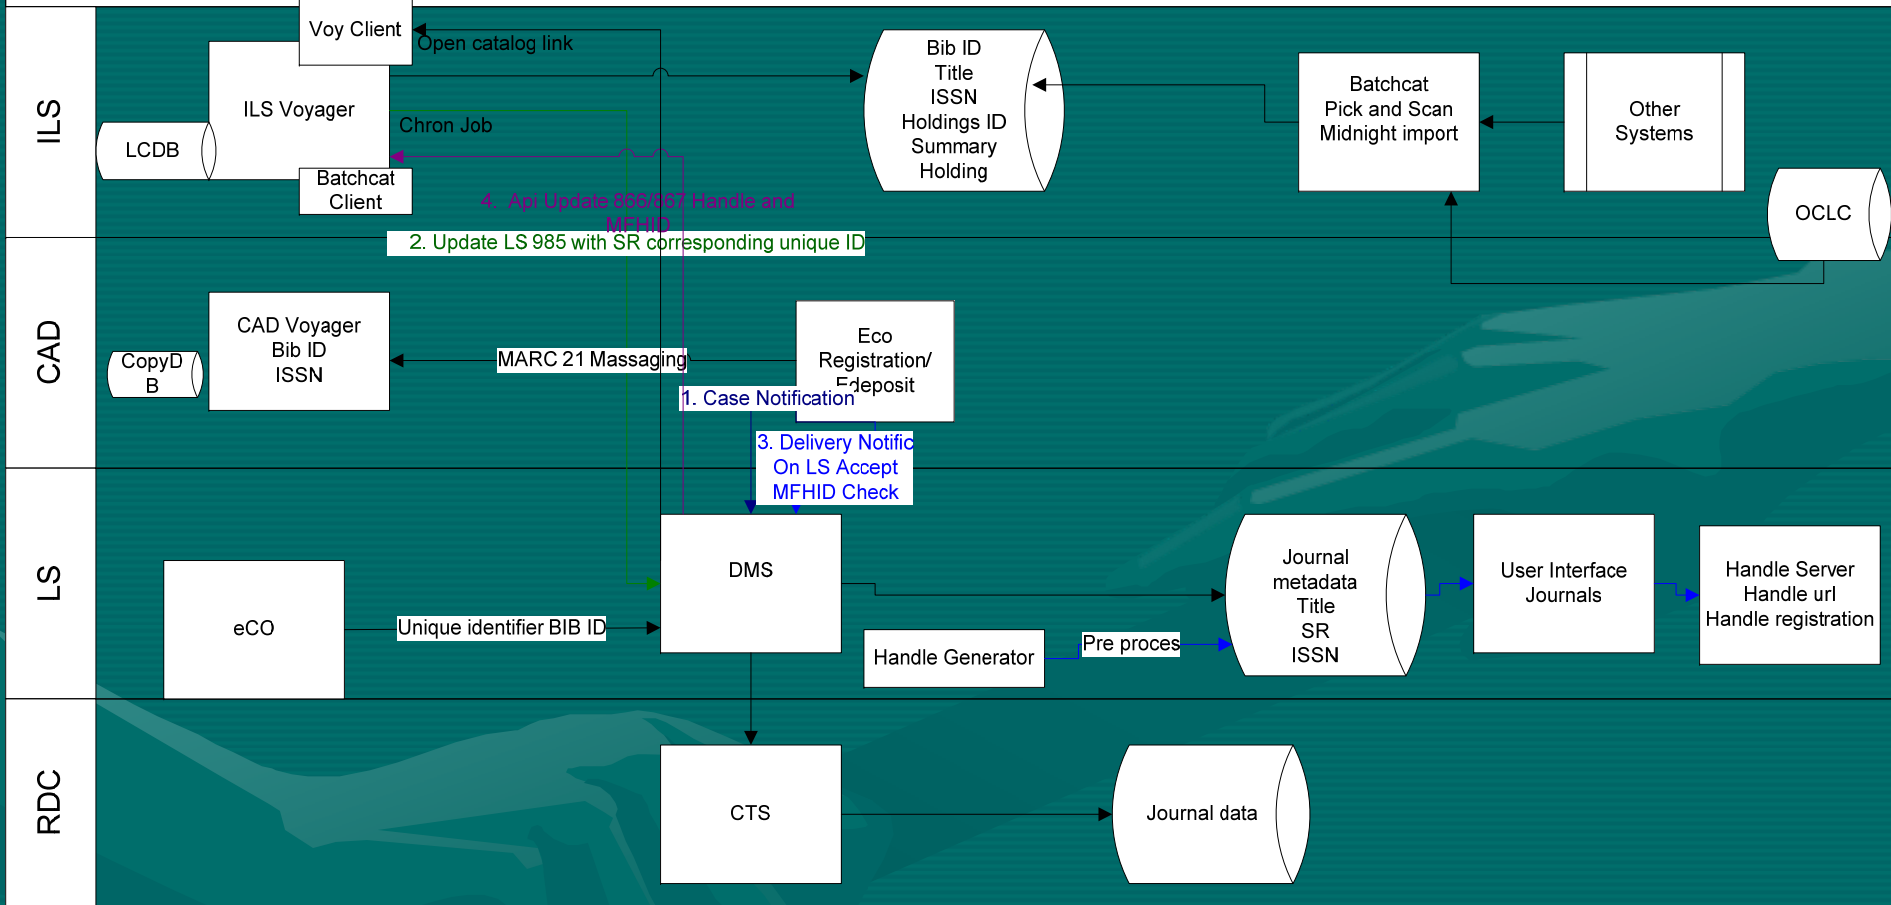 ILS
Voy Client
Open catalog link
ILS Voyager
Chron Job
LCDB
Batchcat
Client
Bib ID
Title
ISSN
Holdings ID
Summary
Holding
Batchcat
Pick and Scan
Midnight import
Other
Systems
OCLC
4. Api Update 866/867 Handle and
MFHID
2. Update LS 985 with SR corresponding unique ID
CAD
CAD Voyager
Bib ID
ISSN
CopyD
B
MARC 21 Massaging
Eco
Registration/
Edeposit
1. Case Notification
3. Delivery Notific
On LS Accept
MFHID Check
LS
eCO
Unique identifier BIB ID
DMS
Handle Generator
Pre proces
Journal
metadada
Title
SR
ISSN
User Interface
Journals
Handle Server
Handle url
Handle registration
RDC
CTS
Journal data